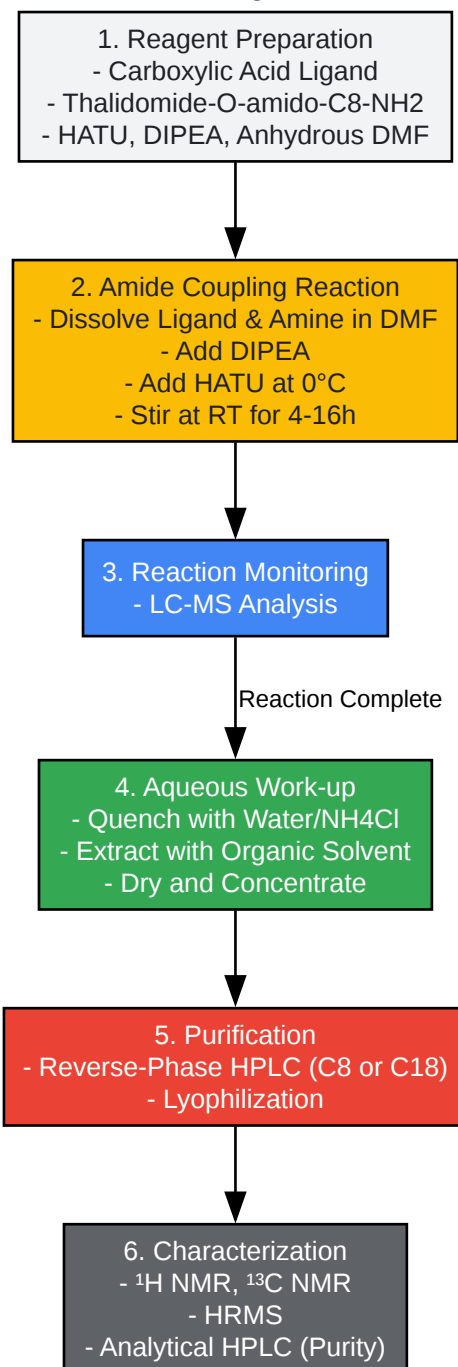 1. Reagent Preparation
- Carboxylic Acid Ligand
- Thalidomide-O-amido-C8-NH2
- HATU, DIPEA, Anhydrous DMF
2. Amide Coupling Reaction
- Dissolve Ligand & Amine in DMF
- Add DIPEA
- Add HATU at 0°C
- Stir at RT for 4-16h
3. Reaction Monitoring
- LC-MS Analysis
Reaction Complete
4. Aqueous Work-up
- Quench with Water/NH4Cl
- Extract with Organic Solvent
- Dry and Concentrate
5. Purification
- Reverse-Phase HPLC (C8 or C18)
- Lyophilization
6. Characterization
- ¹H NMR, ¹³C NMR
- HRMS
- Analytical HPLC (Purity)